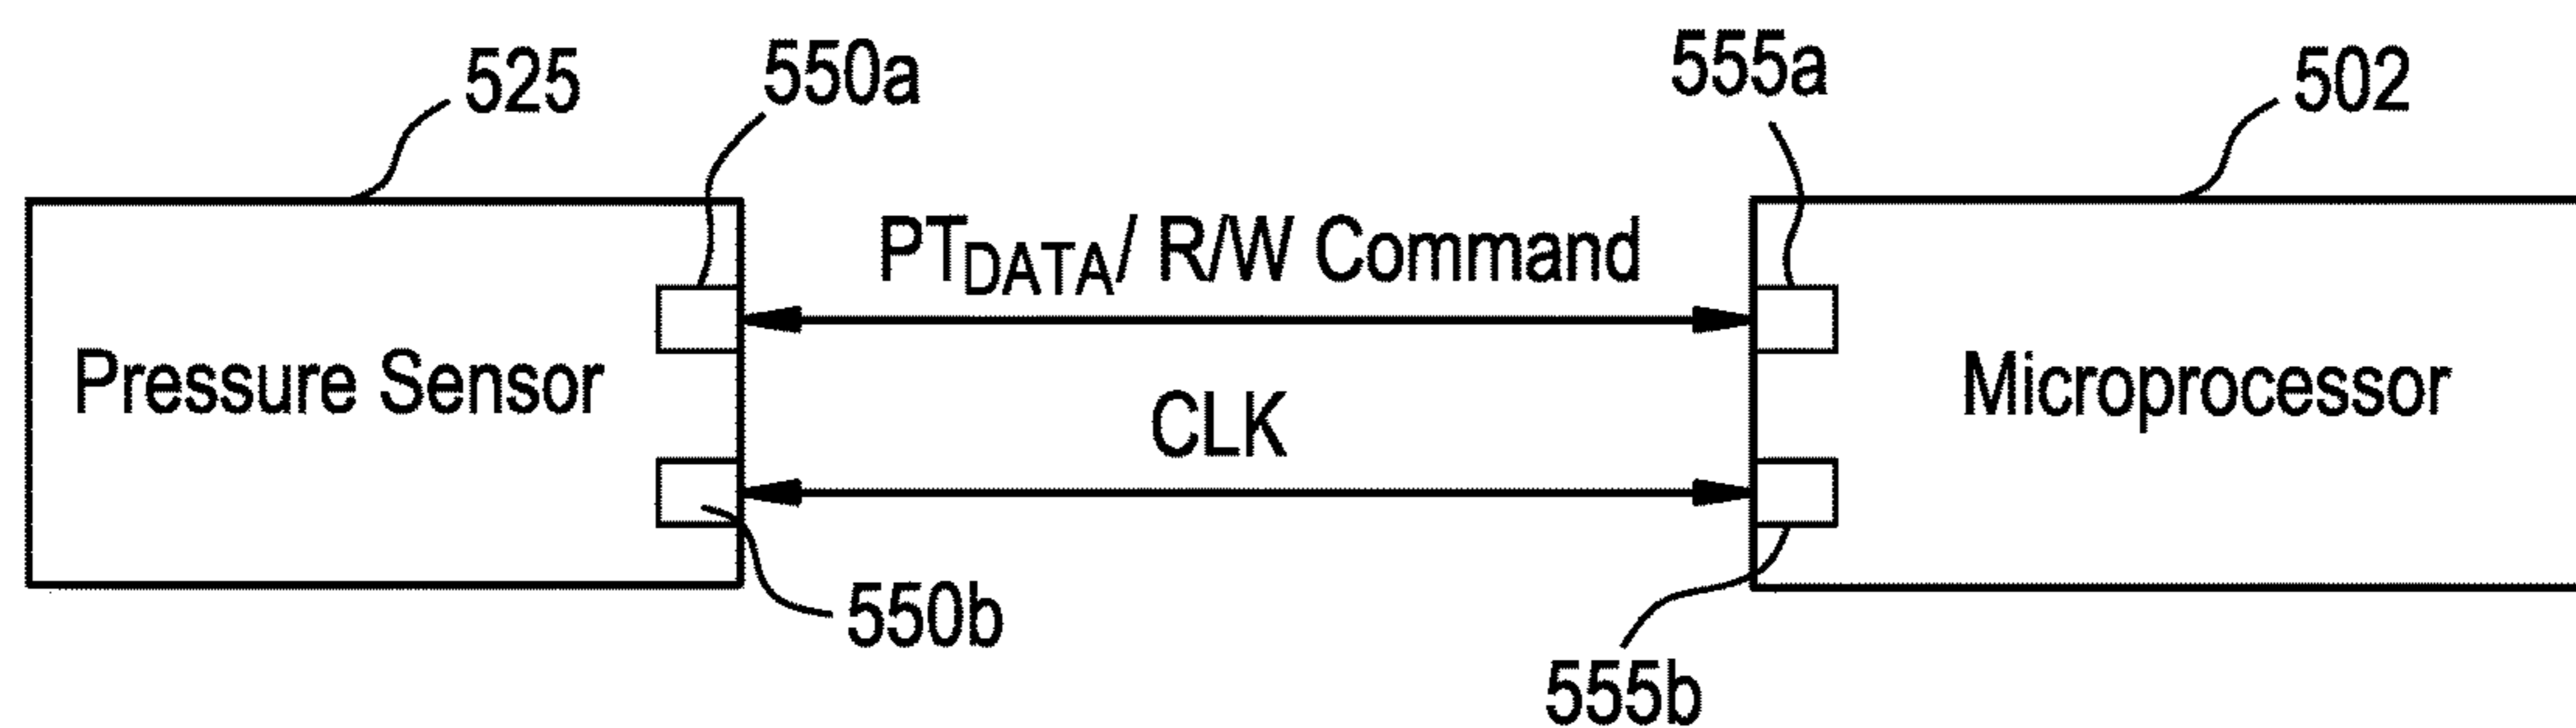 525
550a
555a
502
PTDATA/ R/W Command
Pressure Sensor
CLK
Microprocessor
550b
555b